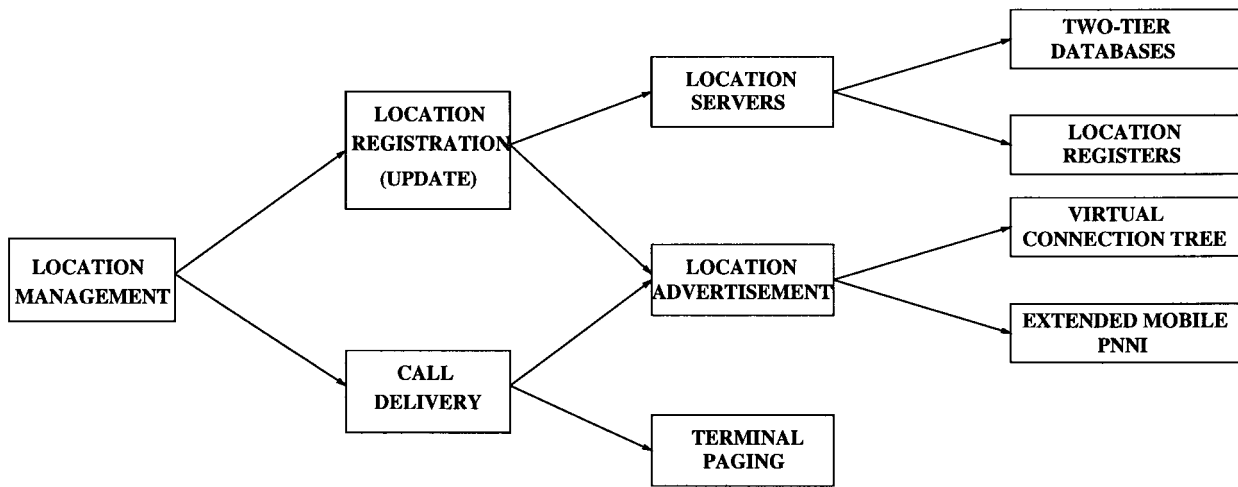 LOCATION
MANAGEMENT
LOCATION
REGISTRATION
(UPDATE)
CALL
DELIVERY
LOCATION
SERVERS
LOCATION
ADVERTISEMENT
TERMINAL
PAGING
TWO-TIER
DATABASES
LOCATION
REGISTERS
VIRTUAL
CONNECTION TREE
EXTENDED MOBILE
PNNI